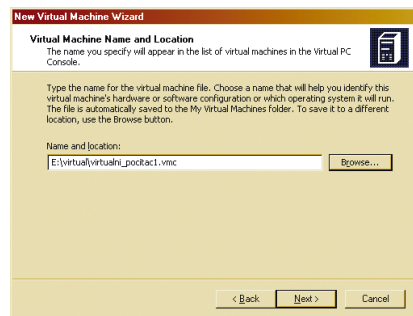 New Virtual Machine Wizard
Virtual Machine Name and Location
The name you specify will appear in the list of virtual machines in the Virtual PC
Console.
Type the name for the virtual machine file. Choose a name that will help you identify this
virtual machine's hardware or software configuration or which operating system it will run.
The file is automatically saved to the My Virtual Machines folder. To save it to a different
location, use the Browse button.
Name and location:
E:\virtual\virtualni_pocitac1.vmc
Browse...
< Back
Next >
Cancel